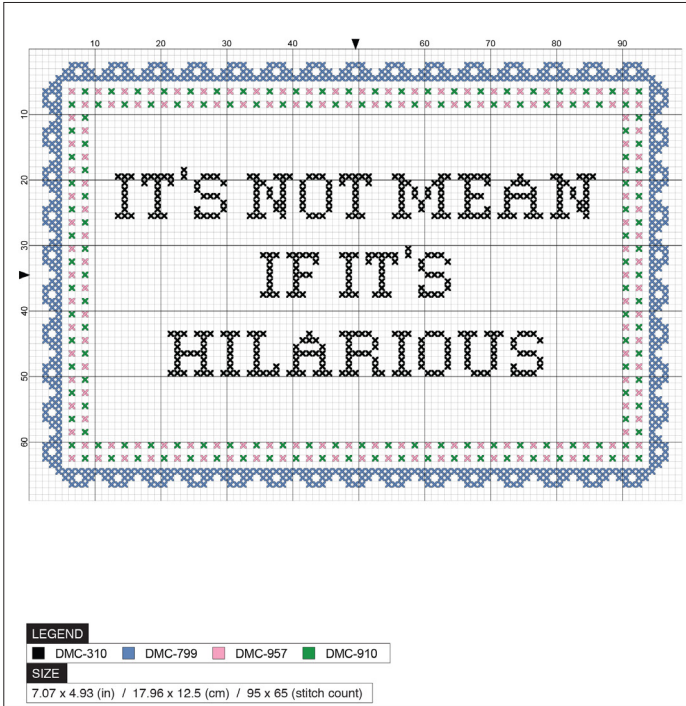 10 20 30 40 60 70 80 90
10
20
IT'S NOT MEAN
30
IF IT'S
40
HILARIOUS
50
60
LEGEND
DMC-310 DMC-799 DMC-957 DMC-910
SIZE
7.07 x 4.93 (in) / 17.96 x 12.5 (cm) / 95 x 65 (stitch count)